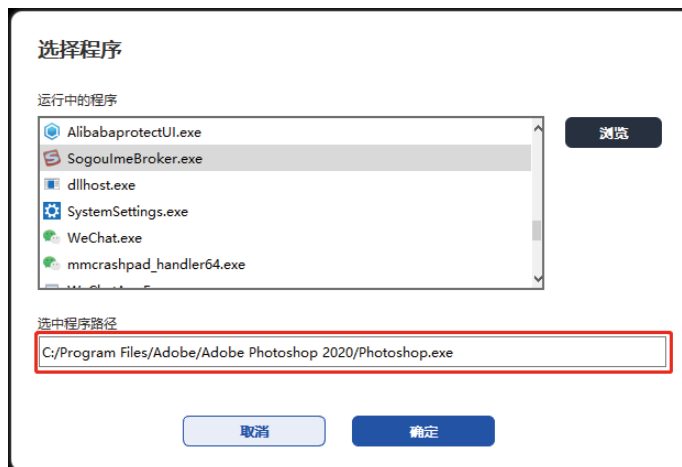 选择程序
运行中的程序
AlibabaprotectUI.exe
浏览
SogouImeBroker.exe
dllhost.exe
SystemSettings.exe
WeChat.exe
mmcrashpad_handler64.exe
选中程序路径
C:/Program Files/Adobe/Adobe Photoshop 2020/Photoshop.exe
取消
确定